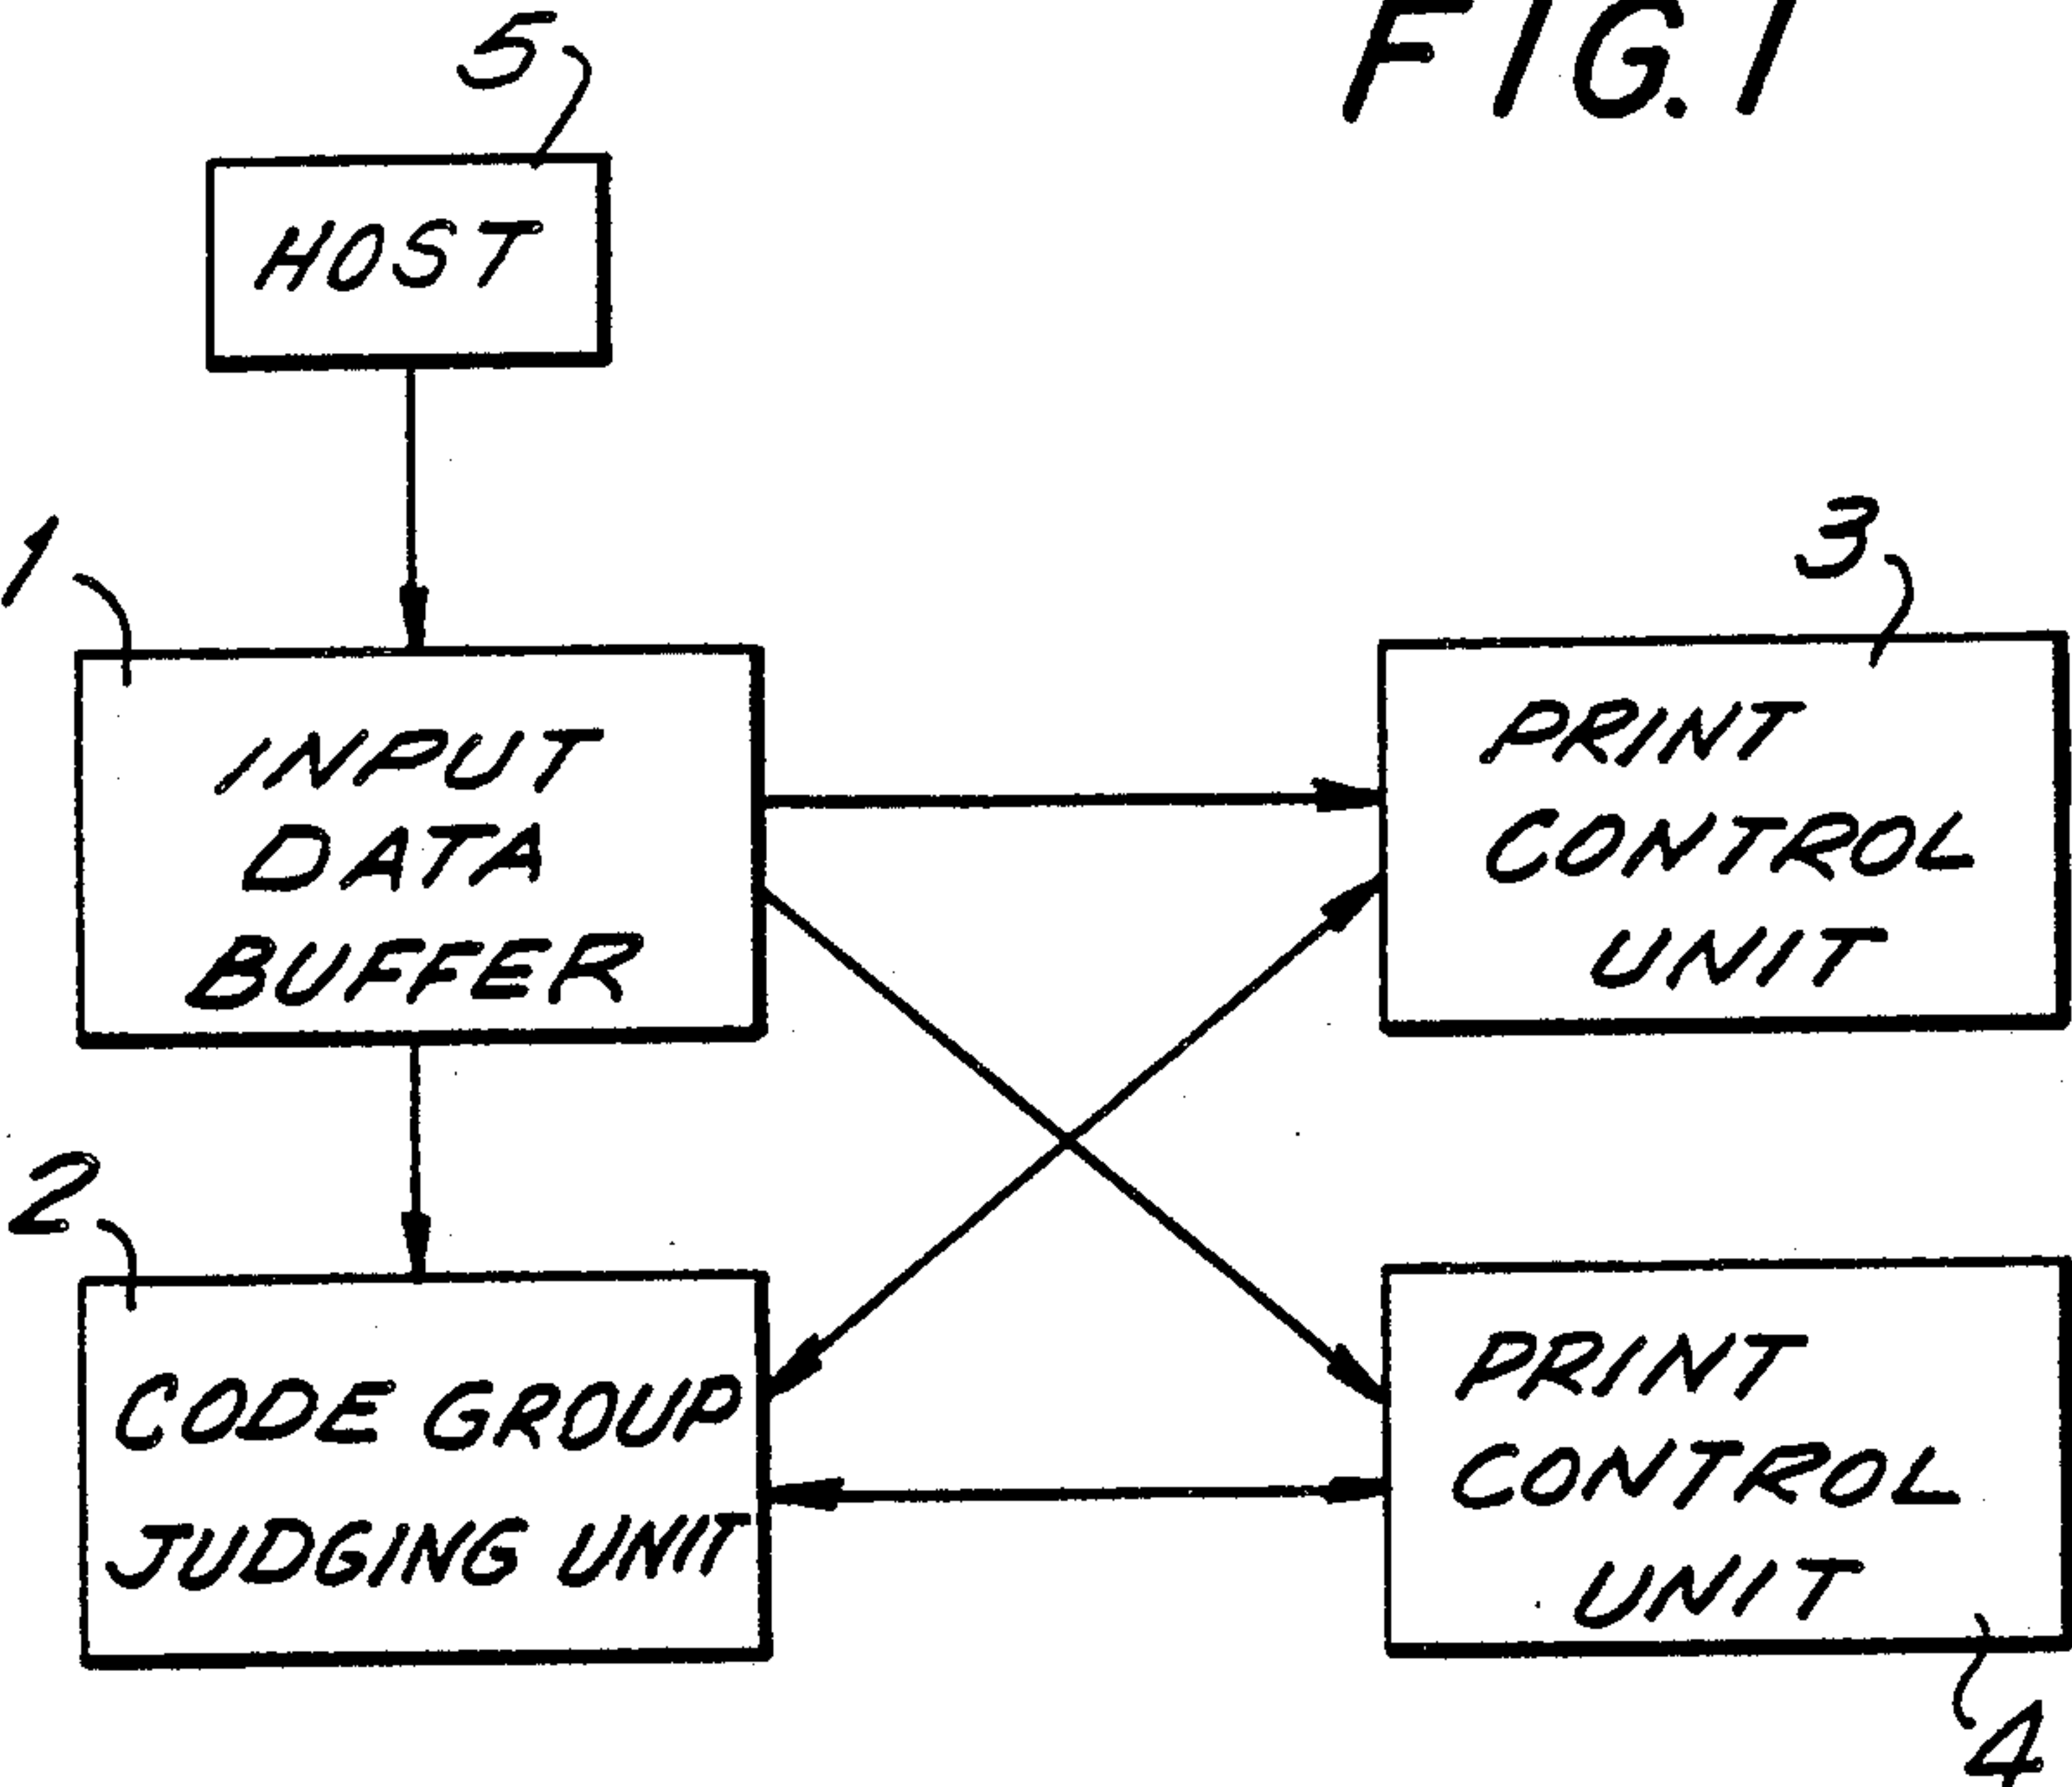 FIG. 1
5
HOST
1
INPUT
DATA
BUFFER
3
PRINT
CONTROL
UNIT
2
CODE GROUP
JUDGING UNIT
PRINT
CONTROL
UNIT
4